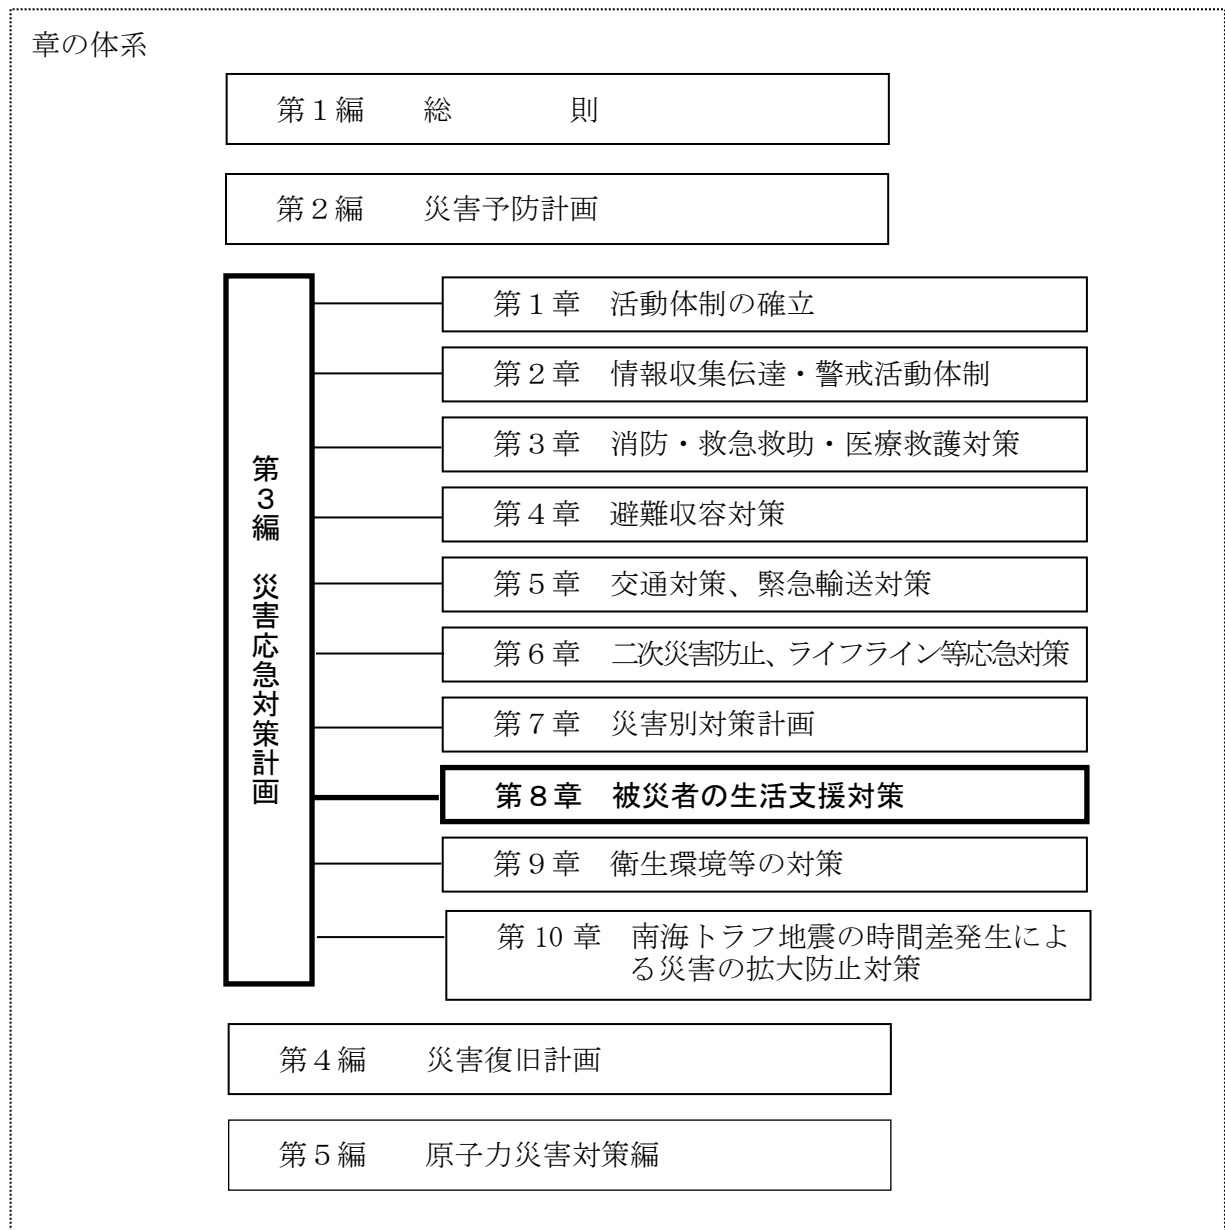 章の体系
第１編　総　　則
第２編　災害予防計画
第３編　災害応急対策計画
第１章　活動体制の確立
第２章　情報収集伝達・警戒活動体制
第３章　消防・救急救助・医療救護対策
第４章　避難収容対策
第５章　交通対策、緊急輸送対策
第６章　二次災害防止、ライフライン等応急対策
第７章　災害別対策計画
第８章　被災者の生活支援対策
第９章　衛生環境等の対策
第 10 章　南海トラフ地震の時間差発生によ
る災害の拡大防止対策
第４編　災害復旧計画
第５編　原子力災害対策編